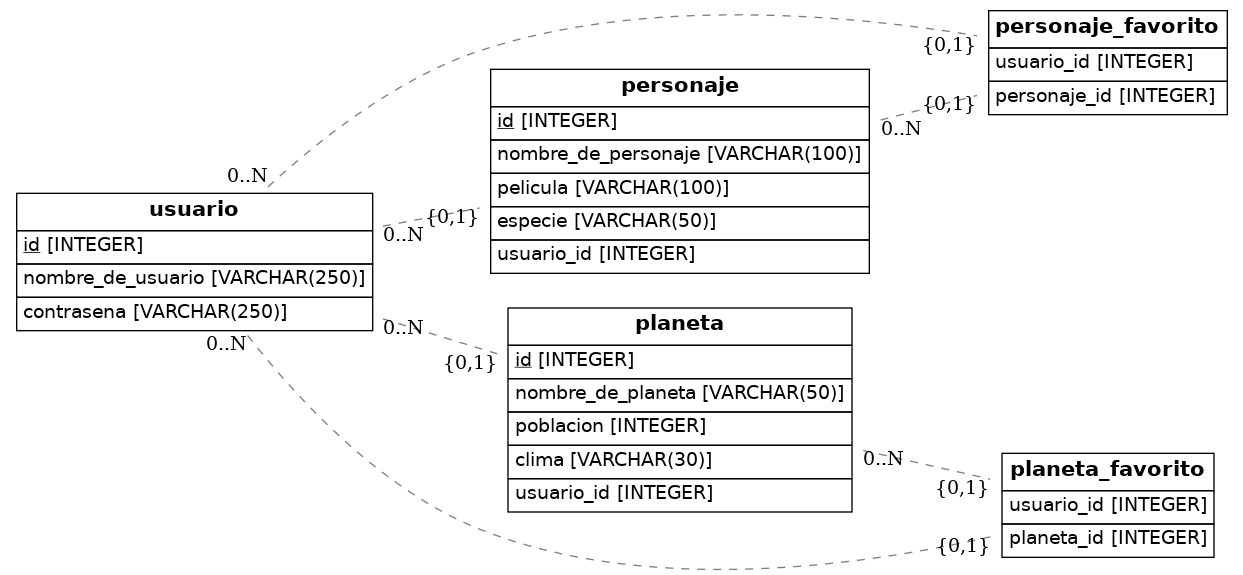 usuario
id [INTEGER]
nombre_de_usuario [VARCHAR(250)]
contrasena [VARCHAR(250)]
0..N
0..N
0..N
0..N
personaje
id [INTEGER]
nombre_de_personaje [VARCHAR(100)]
pelicula [VARCHAR(100)]
especie [VARCHAR(50)]
usuario_id [INTEGER]
{0,1}
0..N
planeta
id [INTEGER]
nombre_de_planeta [VARCHAR(50)]
poblacion [INTEGER]
clima [VARCHAR(30)]
usuario_id [INTEGER]
{0,1}
0..N
personaje_favorito
usuario_id [INTEGER]
personaje_id [INTEGER]
{0,1}
{0,1}
planeta_favorito
usuario_id [INTEGER]
planeta_id [INTEGER]
{0,1}
{0,1}